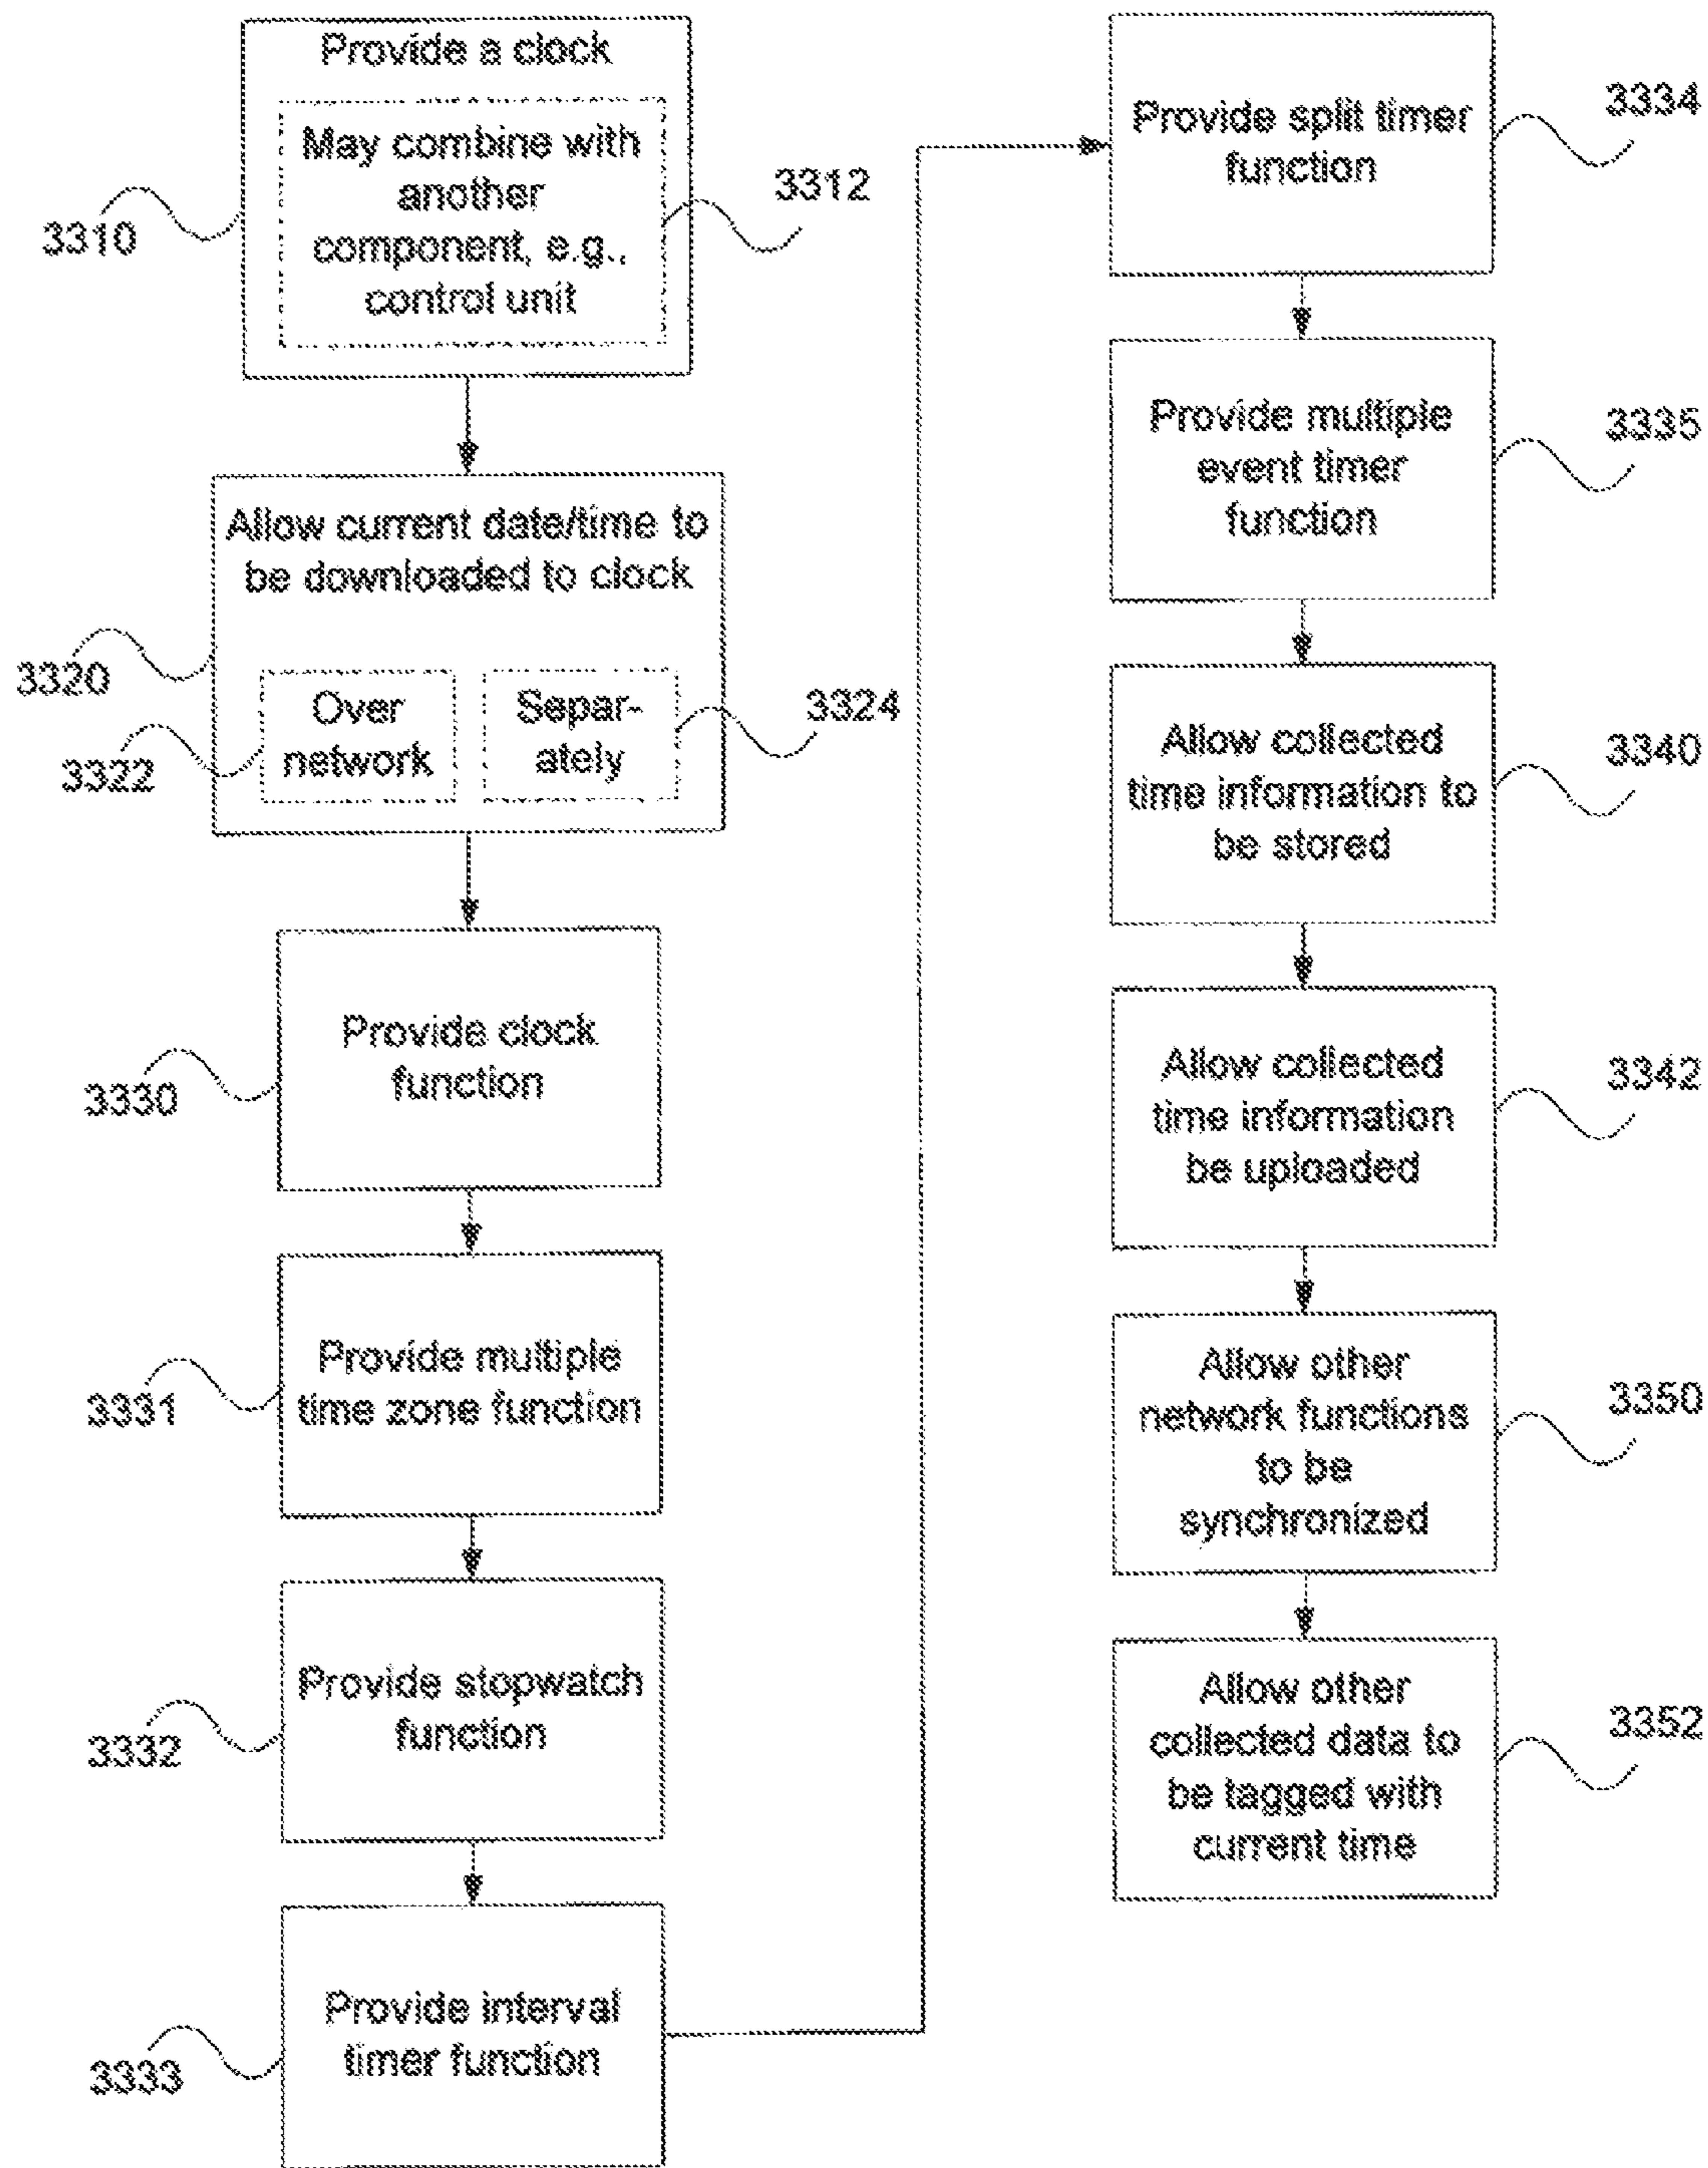 Provide a clock
May combine with
another
component, e.g.,
control unit
3310
3312
Allow current date/time to
be downloaded to clock
3320
Over
network
3322
Separ-
ately
3324
Provide clock
function
3330
Provide multiple
time zone function
3331
Provide stopwatch
function
3332
Provide interval
timer function
3333
Provide split timer
function
3334
Provide multiple
event timer
function
3335
Allow collected
time information to
be stored
3340
Allow collected
time information
be uploaded
3342
Allow other
network functions
to be
synchronized
3350
Allow other
collected data to
be tagged with
current time
3352